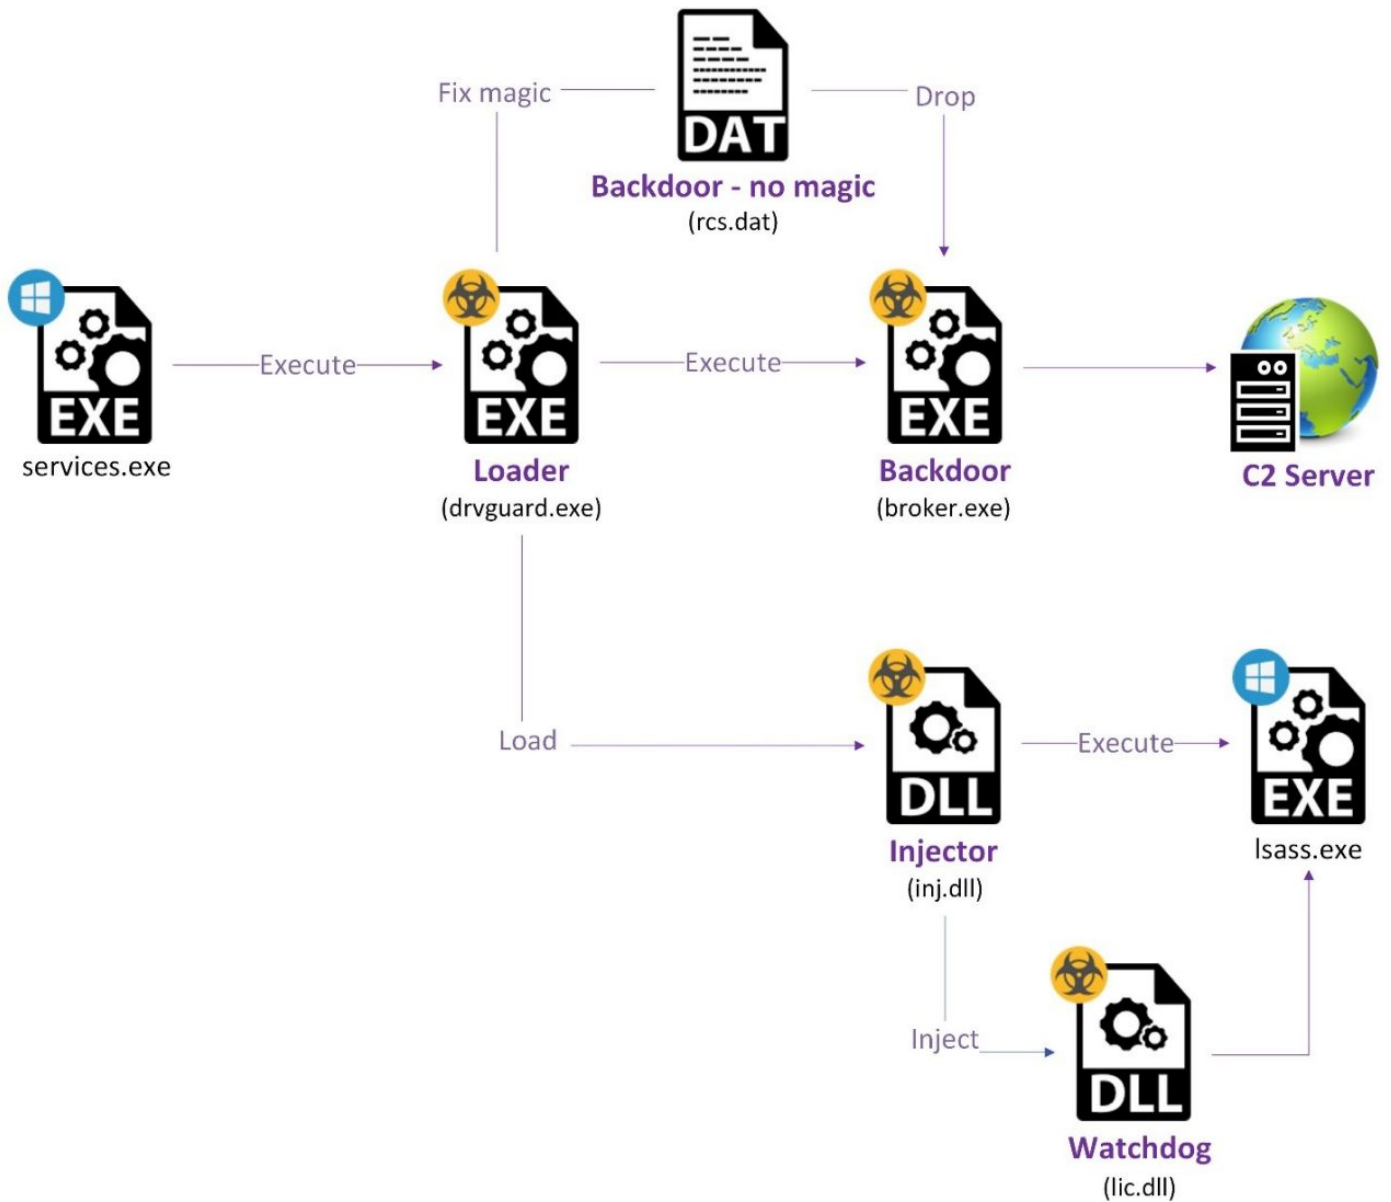 DAT
Fix magic
Drop
Backdoor - no magic
(rcs.dat)
EXE
Execute
EXE
Execute
EXE
services.exe
Loader
Backdoor
C2 Server
(drvguard.exe)
(broker.exe)
Load
DLL
Execute
EXE
Injector
lsass.exe
(inj.dll)
Inject
DLL
Watchdog
(lic.dll)